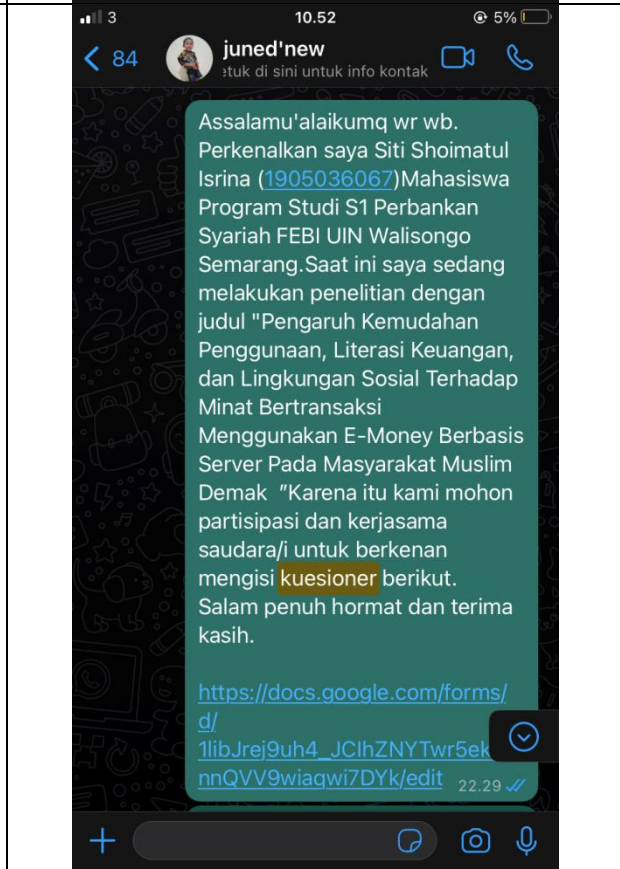 3 10.52 5%
84 juned'new
etuk di sini untuk info kontak
Assalamu'alaikumq wr wb.
Perkenalkan saya Siti Shoimatul
Isrina (1905036067)Mahasiswa
Program Studi S1 Perbankan
Syariah FEBI UIN Walisongo
Semarang.Saat ini saya sedang
melakukan penelitian dengan
judul "Pengaruh Kemudahan
Penggunaan, Literasi Keuangan,
dan Lingkungan Sosial Terhadap
Minat Bertransaksi
Menggunakan E-Money Berbasis
Server Pada Masyarakat Muslim
Demak "Karena itu kami mohon
partisipasi dan kerjasama
saudara/i untuk berkenan
mengisi kuesioner berikut.
Salam penuh hormat dan terima
kasih.
https://docs.google.com/forms/
d/
1libJrej9uh4_JClhZNYTwr5ek
nnQVV9wiaqwi7DYk/edit 22.29